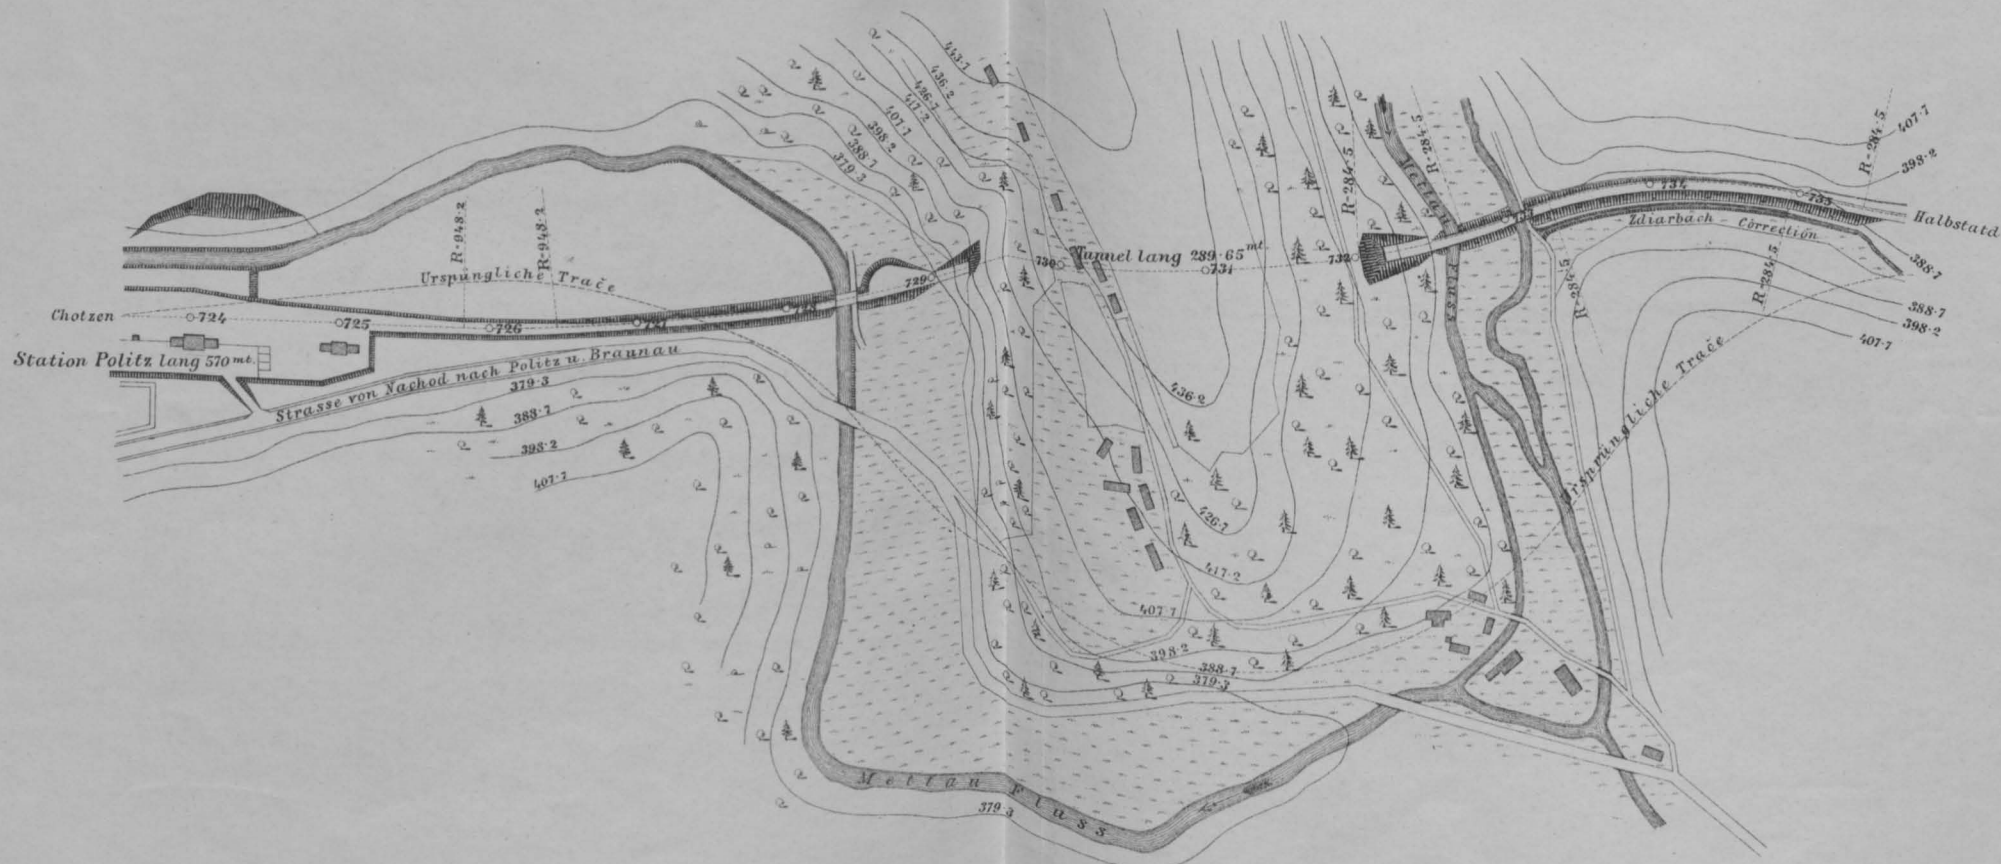 443·1
436·2
426·7
417·2
407·7
398·2
388·7
379·3
R-948·2
R-948·2
Urspüngliche Trače
Chotzen
724
725
726
727
728
729
730
731
732
733
734
735
Tunnel lang 289·65 mt.
Station Politz lang 570 mt.
Strasse von Nachod nach Politz u. Braunau
379·3
388·7
398·2
407·7
R-284·5
R-284·5
R-284·5
407·7
398·2
Halbstatd
Mettau
Fluss
Zdiarbach - Correction
388·7
388·7
398·2
407·7
R-284·5
R-284·5
Ursprüngliche Trače
436·2
426·7
417·2
407·7
398·2
388·7
379·3
Mettau Fluss
379·3